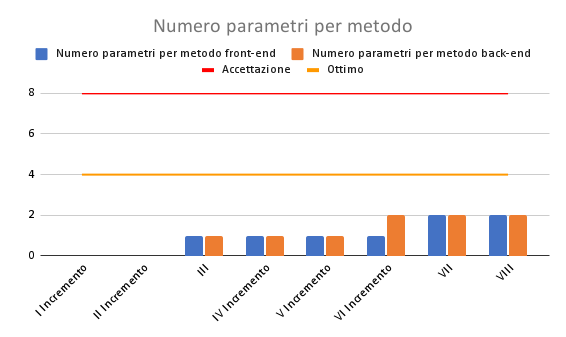 Numero parametri per metodo
Numero parametri per metodo front-end Numero parametri per metodo back-end
Accettazione Ottimo
8
6
4
2
0
I Incremento
II Incremento
III
IV Incremento
V Incremento
VI Incremento
VII
VIII